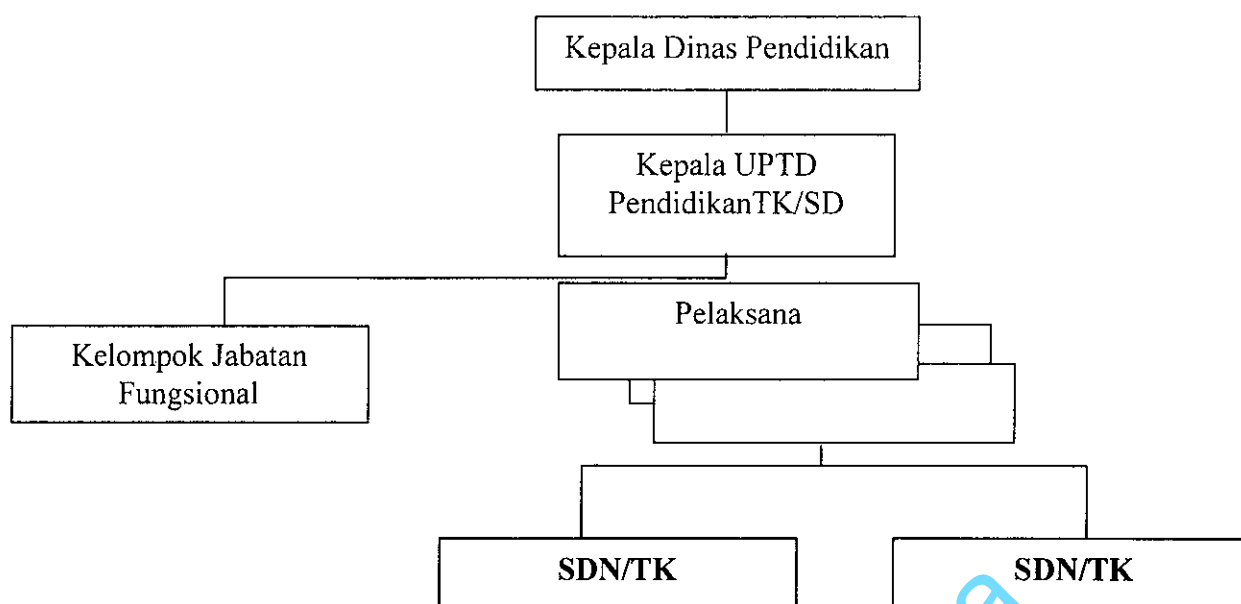 Kepala Dinas Pendidikan
Kepala UPTD
PendidikanTK/SD
Pelaksana
Kelompok Jabatan
Fungsional
SDN/TK
SDN/TK